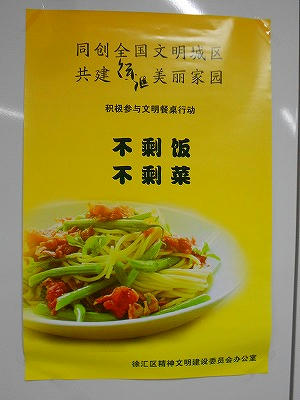 同创全国文明城区
共建徐汇美丽家园
积极参与文明餐桌行动
不剩饭
不剩菜
徐汇区精神文明建设委员会办公室